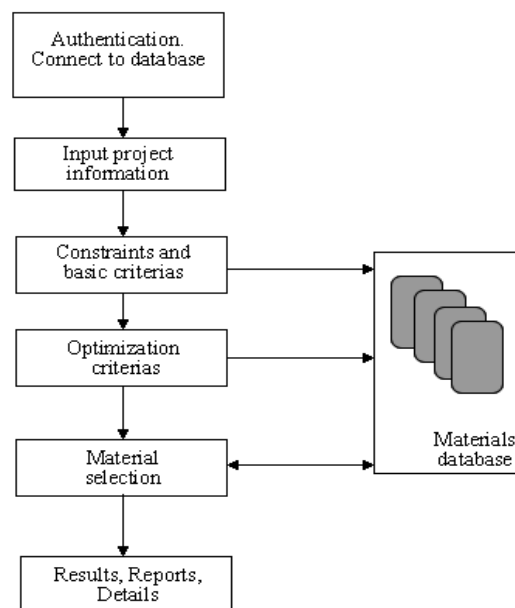 Authentication.
Connect to database
Input project
information
Constraints and
basic criterias
Optimization
criterias
Materials
database
Material
selection
Results, Reports,
Details